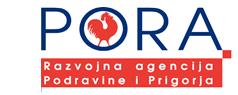 PORA
Razvojna agencija
Podravine i Prigorja